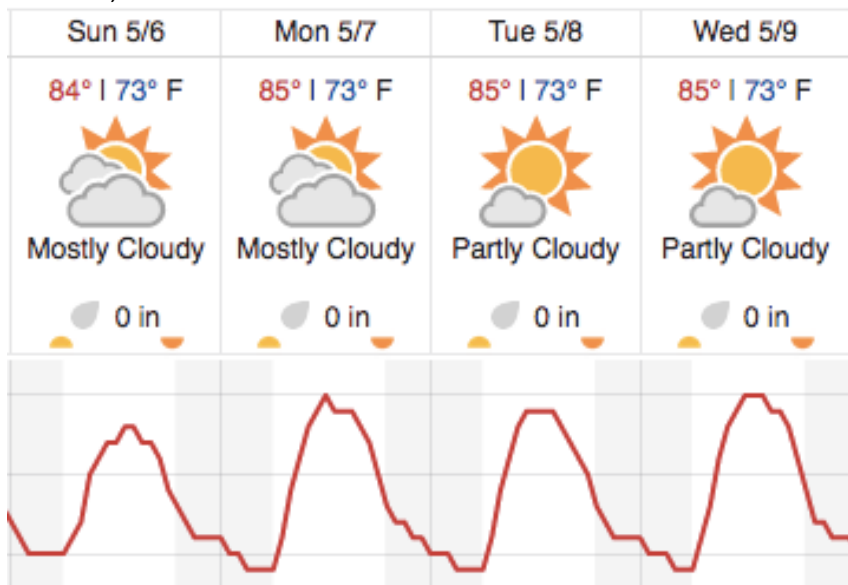 Sun 5/6 Mon 5/7 Tue 5/8 Wed 5/9
84° | 73° F 85° | 73° F 85° | 73° F 85° | 73° F
Mostly Cloudy Mostly Cloudy Partly Cloudy Partly Cloudy
0 in 0 in 0 in 0 in